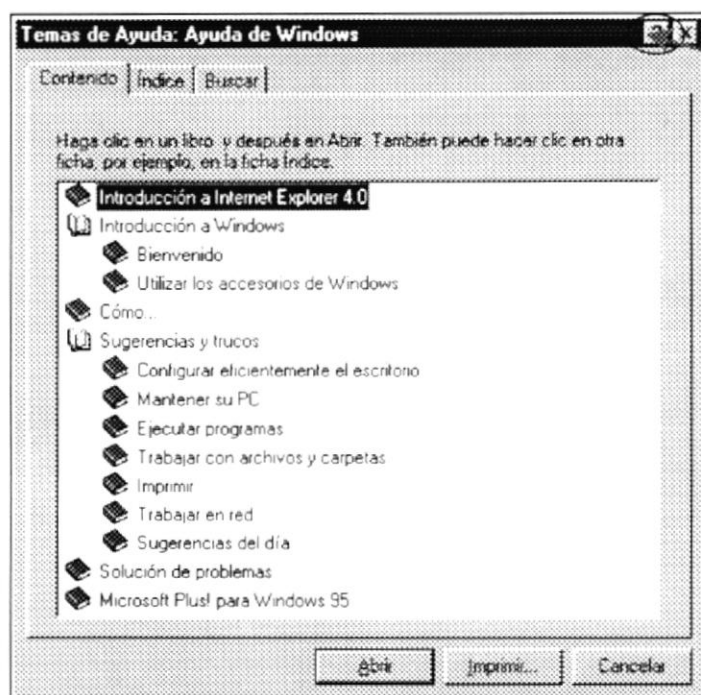 Temas de Ayuda: Ayuda de Windows
Contenido Índice Buscar
Haga clic en un libro y después en Abrir. También puede hacer clic en otra
ficha, por ejemplo, en la ficha Índice.
Introducción a Internet Explorer 4.0
Introducción a Windows
Bienvenido
Utilizar los accesorios de Windows
Cómo...
Sugerencias y trucos
Configurar eficientemente el escritorio
Mantener su PC
Ejecutar programas
Trabajar con archivos y carpetas
Imprimir
Trabajar en red
Sugerencias del día
Solución de problemas
Microsoft Plus! para Windows 95
Abrir Imprimir... Cancelar